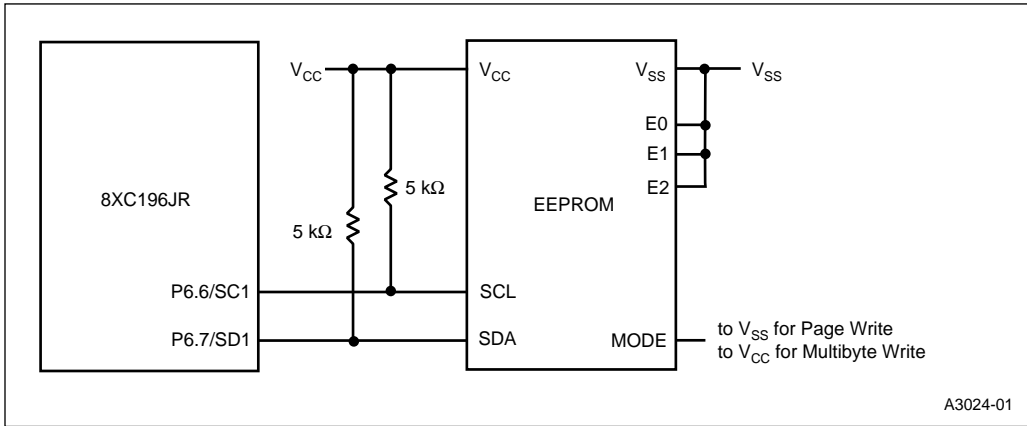 V_CC
V_CC
V_SS
V_SS
E0
E1
E2
8XC196JR
5 kΩ
5 kΩ
EEPROM
P6.6/SC1
SCL
P6.7/SD1
SDA
MODE
to V_SS for Page Write
to V_CC for Multibyte Write
A3024-01